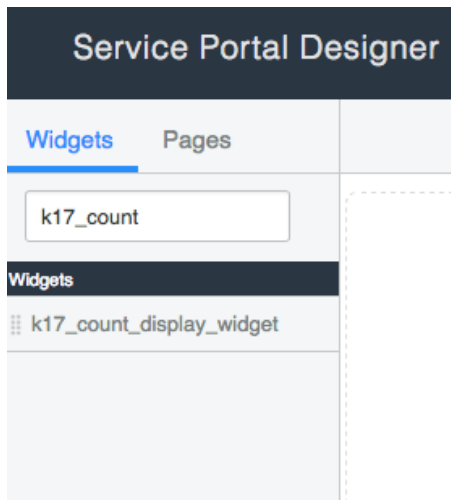 Service Portal Designer
Widgets Pages
k17_count
Widgets
k17_count_display_widget